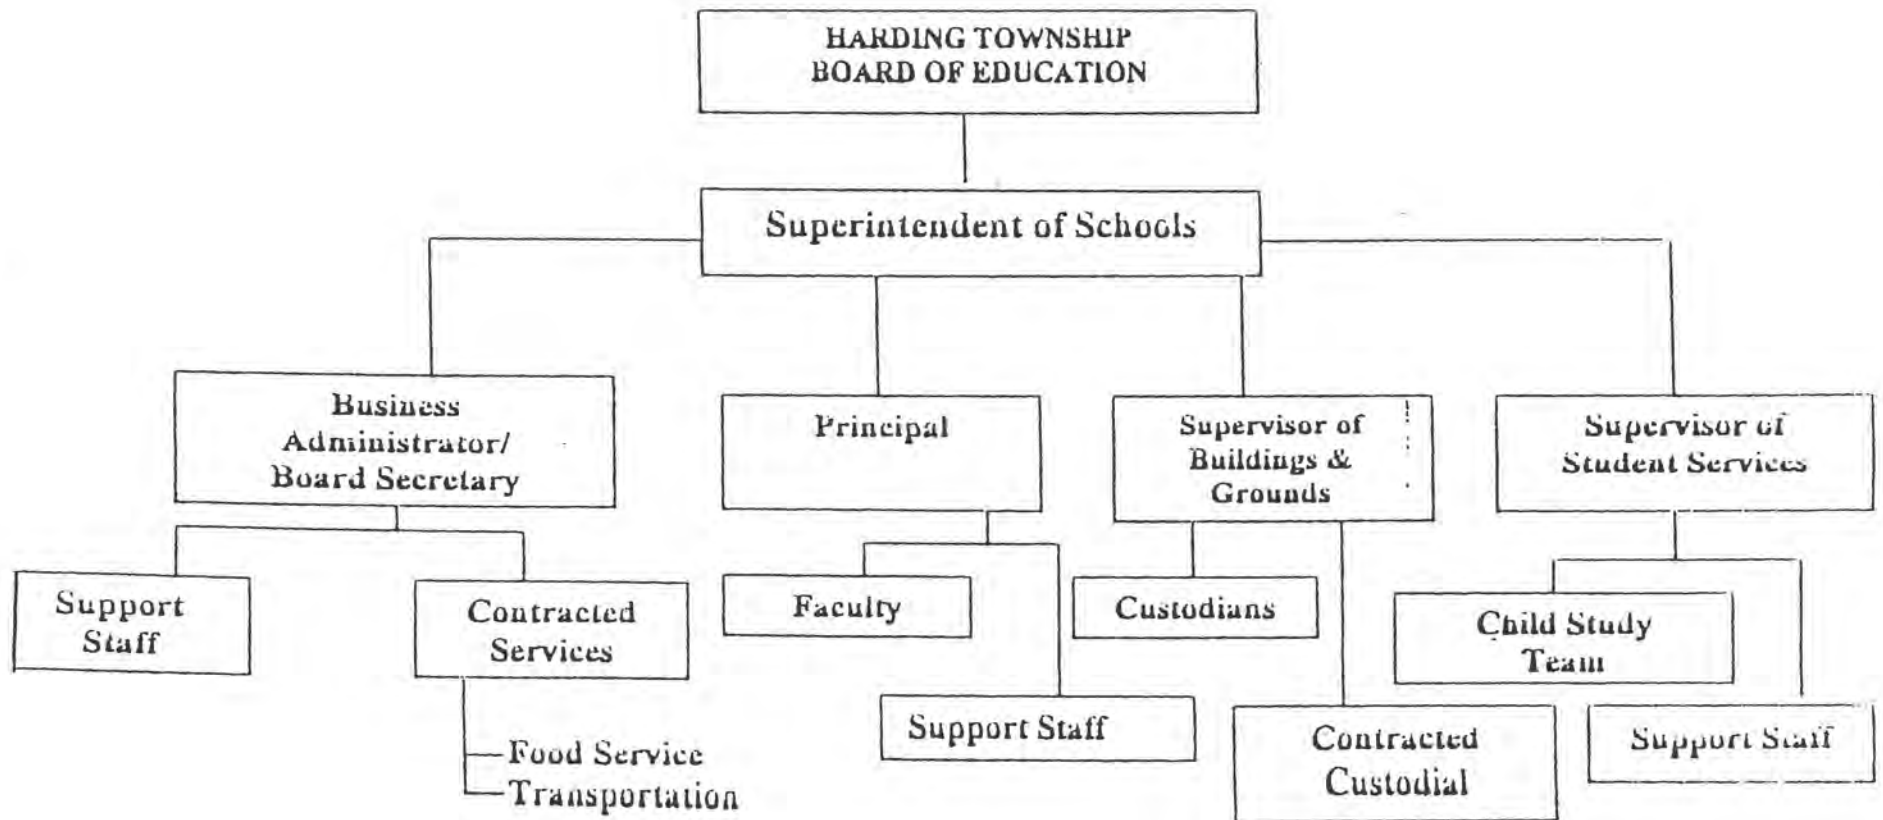 HARDING TOWNSHIP
BOARD OF EDUCATION
Superintendent of Schools
Business
Administrator/
Board Secretary
Principal
Supervisor of
Buildings &
Grounds
Supervisor of
Student Services
Support
Staff
Contracted
Services
Food Service
Transportation
Faculty
Support Staff
Custodians
Contracted
Custodial
Child Study
Team
Support Staff